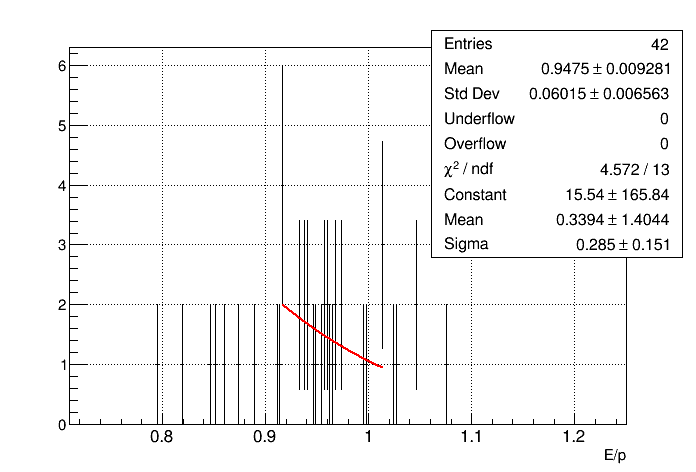 Entries 42
Mean 0.9475 ± 0.009281
Std Dev 0.06015 ± 0.006563
Underflow 0
Overflow 0
χ² / ndf 4.572 / 13
Constant 15.54 ± 165.84
Mean 0.3394 ± 1.4044
Sigma 0.285 ± 0.151
6
5
4
3
2
1
0
0.8 0.9 1 1.1 1.2
E/p